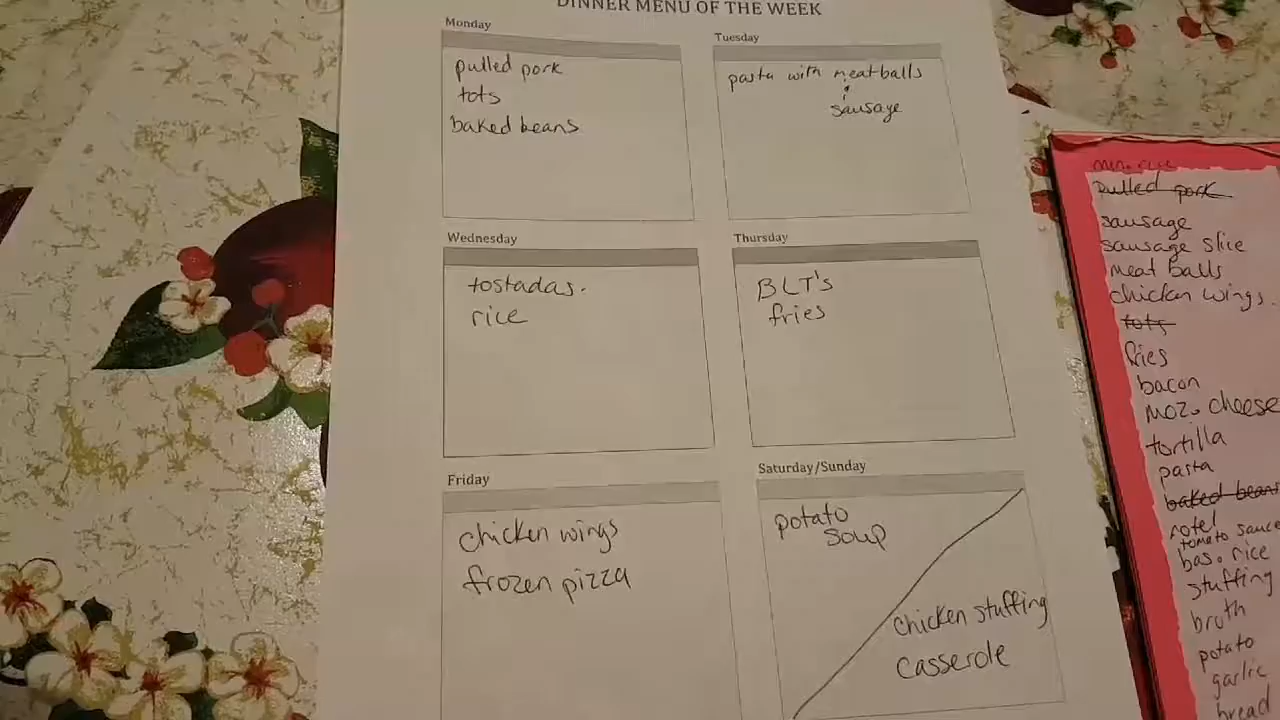 DINNER MENU OF THE WEEK
Monday
pulled pork
tots
baked beans
Tuesday
pasta with meatballs
&
sausage
Wednesday
tostadas.
rice
Thursday
BLT's
fries
Friday
chicken wings
frozen pizza
Saturday/Sunday
potato
soup
chicken stuffing
casserole
pulled pork
sausage
sausage slice
meat balls
chicken wings.
tots
fries
bacon
moz. cheese
tortilla
pasta
baked beans
rotel
tomato sauce
bas. rice
stuffing
broth
potato
garlic
bread